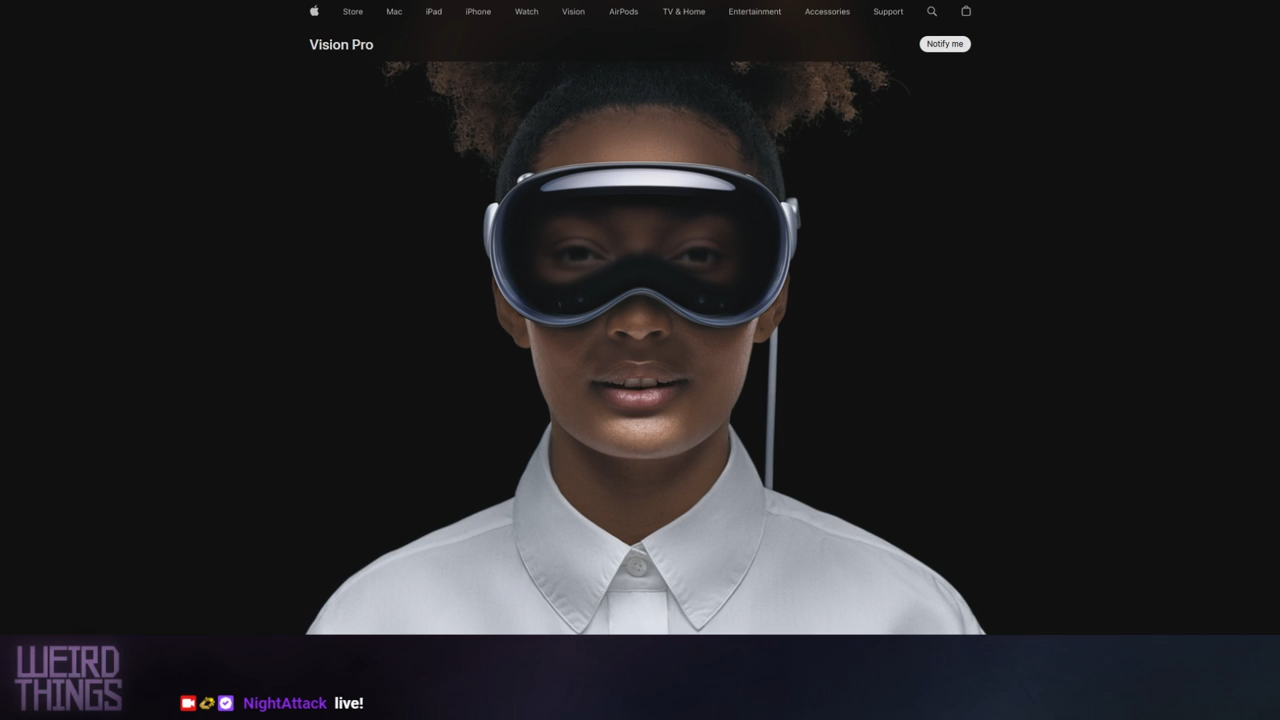 Store Mac iPad iPhone Watch Vision AirPods TV & Home Entertainment Accessories Support
Vision Pro Notify me
WEIRD
THINGS
NightAttack live!